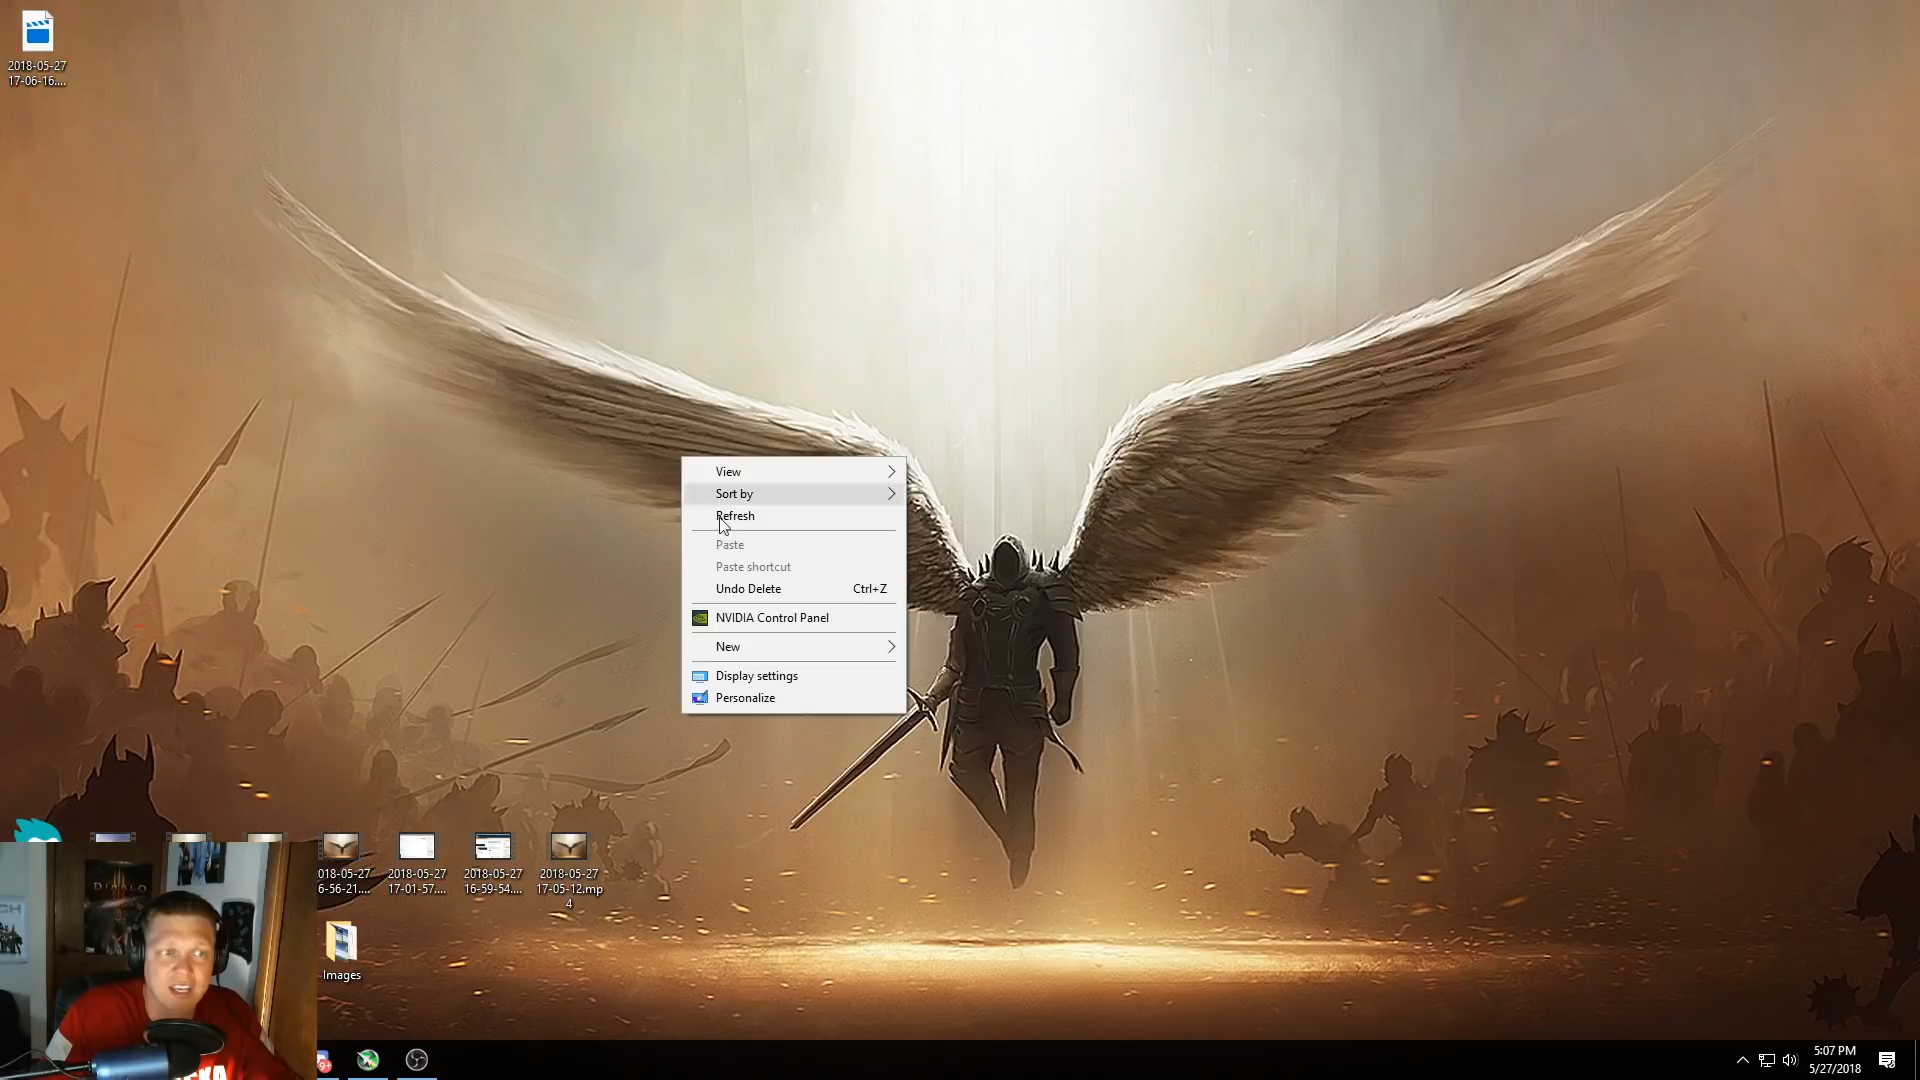 2018-05-27
17-06-16....
View
Sort by
Refresh
Paste
Paste shortcut
Undo Delete Ctrl+Z
NVIDIA Control Panel
New
Display settings
Personalize
018-05-27
6-56-21....
2018-05-27
17-01-57....
2018-05-27
16-59-54....
2018-05-27
17-05-12.mp
4
DIABLO
Images
9+
5:07 PM
5/27/2018